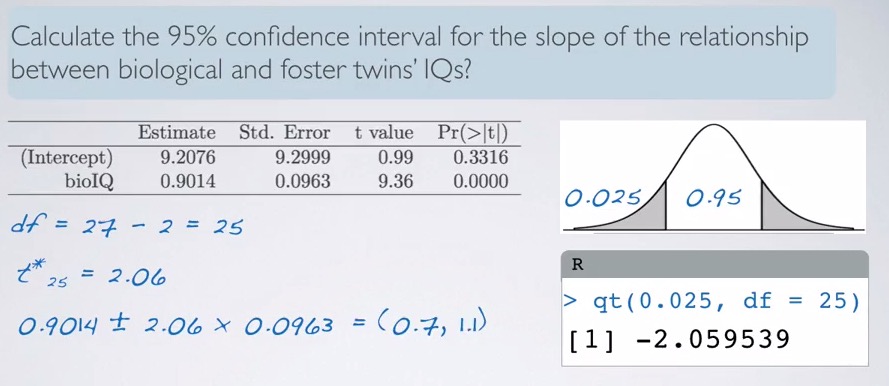 Calculate the 95% confidence interval for the slope of the relationship
between biological and foster twins' IQs?
Estimate Std. Error t value Pr(>|t|)
(Intercept) 9.2076 9.2999 0.99 0.3316
bioIQ 0.9014 0.0963 9.36 0.0000
df = 27 - 2 = 25
t*25 = 2.06
0.9014 ± 2.06 × 0.0963 = (0.7, 1.1)
0.025 0.95
R
> qt(0.025, df = 25)
[1] -2.059539